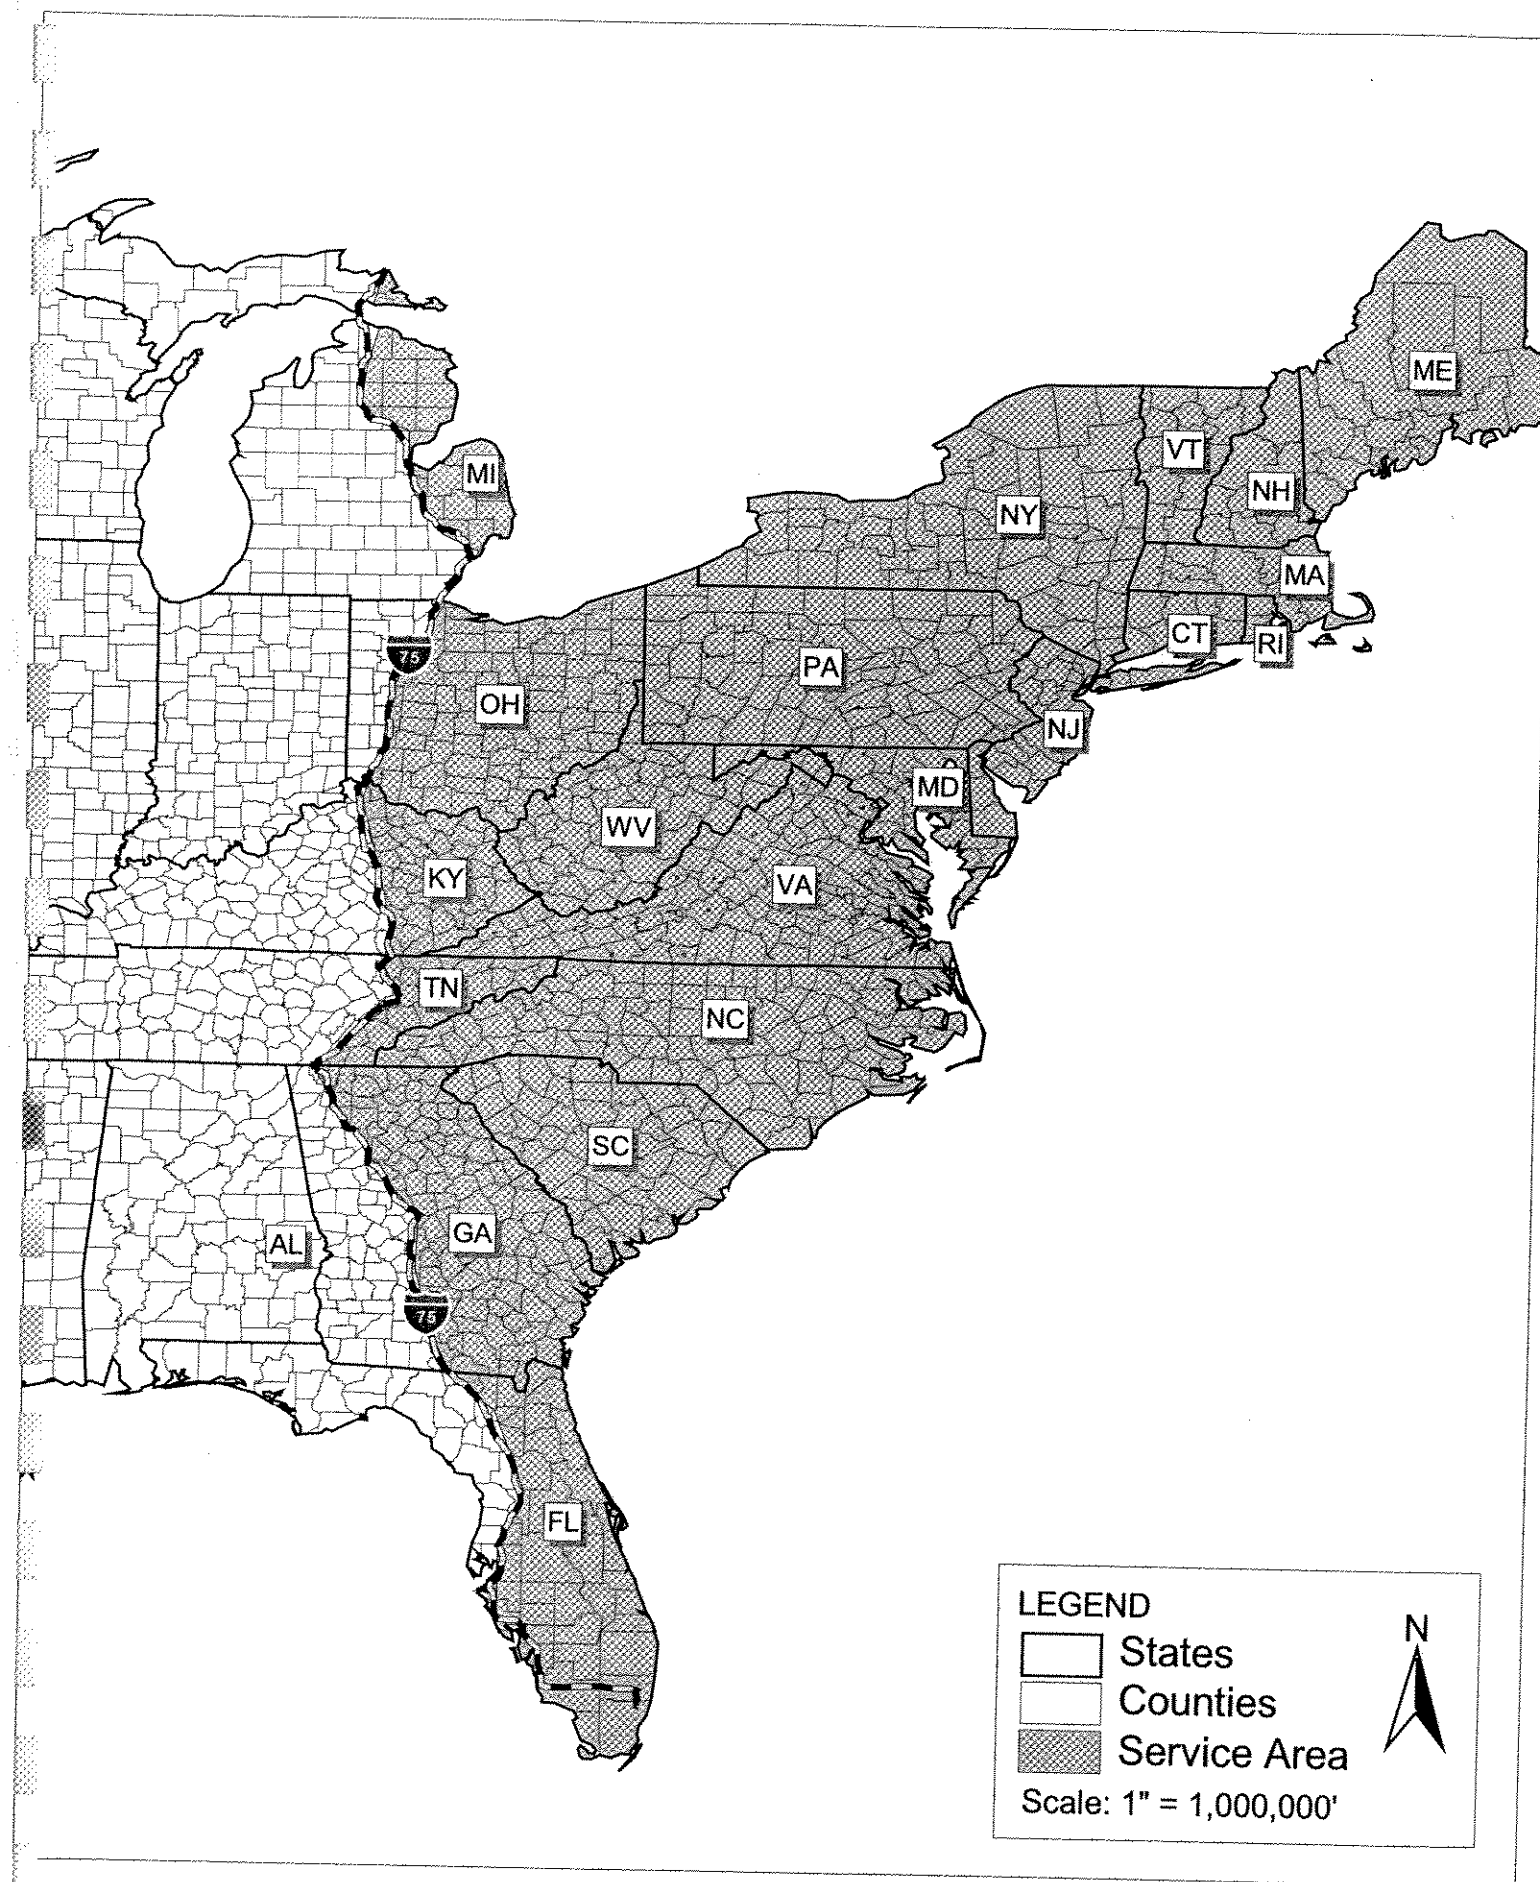 ME
VT
MI
NH
NY
MA
CT
RI
75
PA
OH
NJ
MD
WV
KY
VA
TN
NC
SC
GA
AL
75
FL
LEGEND
N
States
Counties
Service Area
Scale: 1" = 1,000,000'